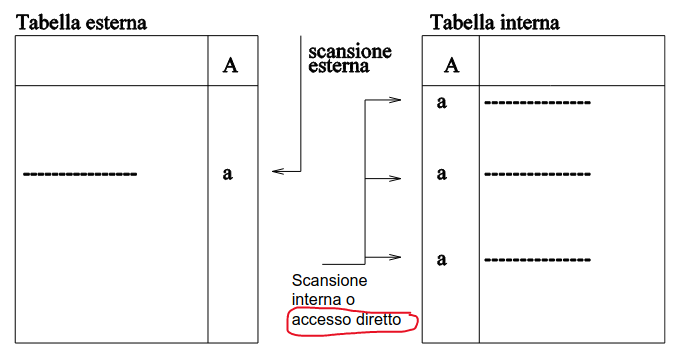 Tabella esterna
A
a
scansione
esterna
Scansione
interna o
accesso diretto
Tabella interna
A
a
a
a